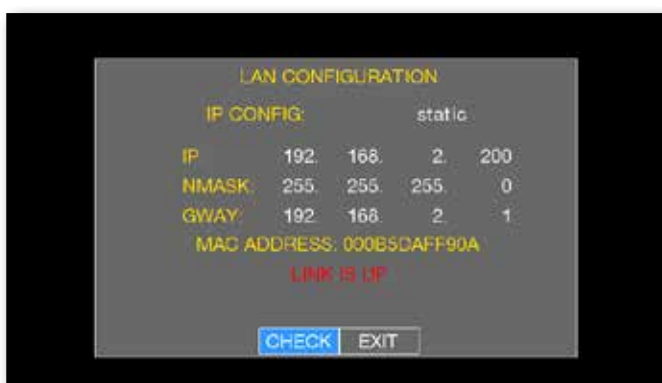 LAN CONFIGURATION
IP CONFIG: static
IP 192. 168. 2. 200
NMASK: 255. 255. 255. 0
GWAY: 192. 168. 2. 1
MAC ADDRESS: 000B5DAFF90A
LINK IS UP
CHECK EXIT